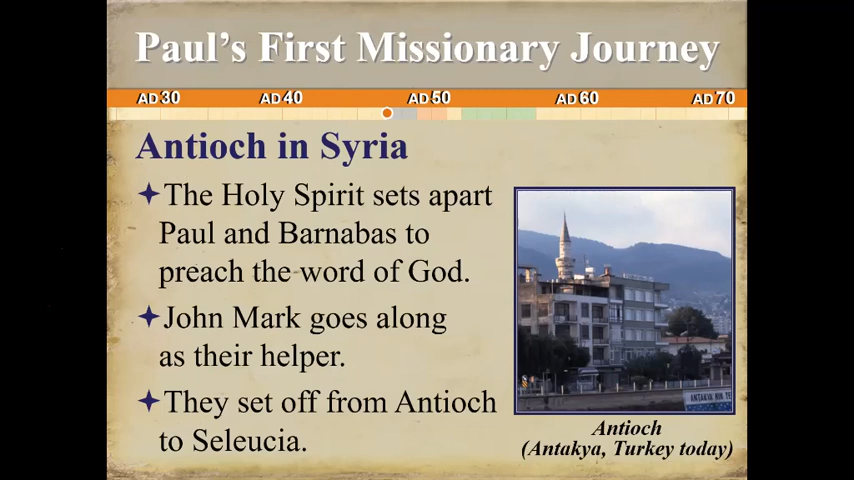 Paul's First Missionary Journey
AD 30 AD 40 AD 50 AD 60 AD 70
Antioch in Syria
✦The Holy Spirit sets apart
Paul and Barnabas to
preach the word of God.
✦John Mark goes along
as their helper.
✦They set off from Antioch
to Seleucia.
ANTAKYA
Antioch
(Antakya, Turkey today)